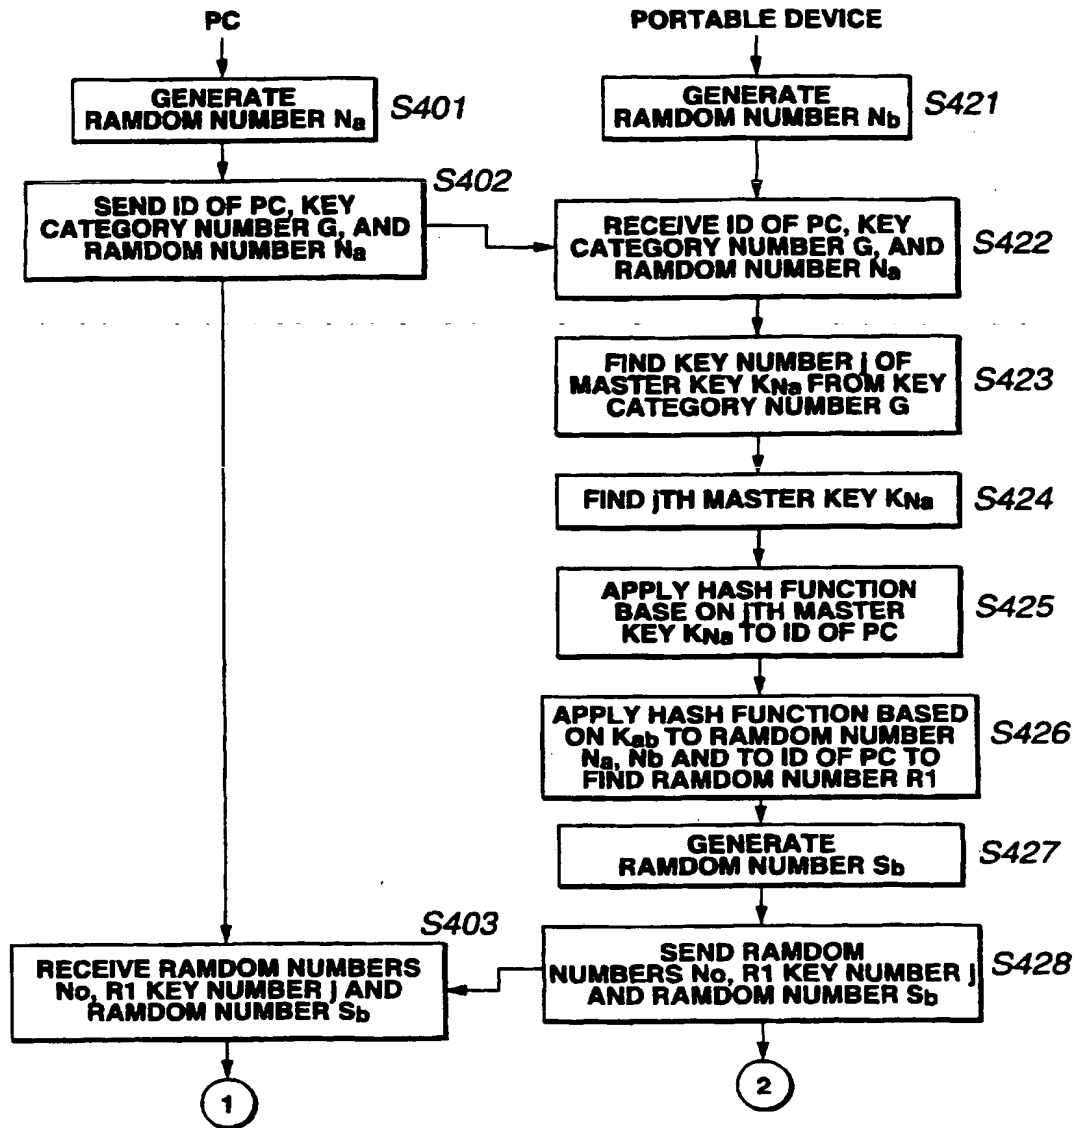 PC
GENERATE
RAMDOM NUMBER Na
S401
SEND ID OF PC, KEY
CATEGORY NUMBER G, AND
RAMDOM NUMBER Na
S402
RECEIVE RAMDOM NUMBERS
No, R1 KEY NUMBER j AND
RAMDOM NUMBER Sb
S403
1
PORTABLE DEVICE
GENERATE
RAMDOM NUMBER Nb
S421
RECEIVE ID OF PC, KEY
CATEGORY NUMBER G, AND
RAMDOM NUMBER Na
S422
FIND KEY NUMBER j OF
MASTER KEY KNa FROM KEY
CATEGORY NUMBER G
S423
FIND jTH MASTER KEY KNa
S424
APPLY HASH FUNCTION
BASE ON jTH MASTER
KEY KNa TO ID OF PC
S425
APPLY HASH FUNCTION BASED
ON Kab TO RAMDOM NUMBER
Na, Nb AND TO ID OF PC TO
FIND RAMDOM NUMBER R1
S426
GENERATE
RAMDOM NUMBER Sb
S427
SEND RAMDOM
NUMBERS No, R1 KEY NUMBER j
AND RAMDOM NUMBER Sb
S428
2